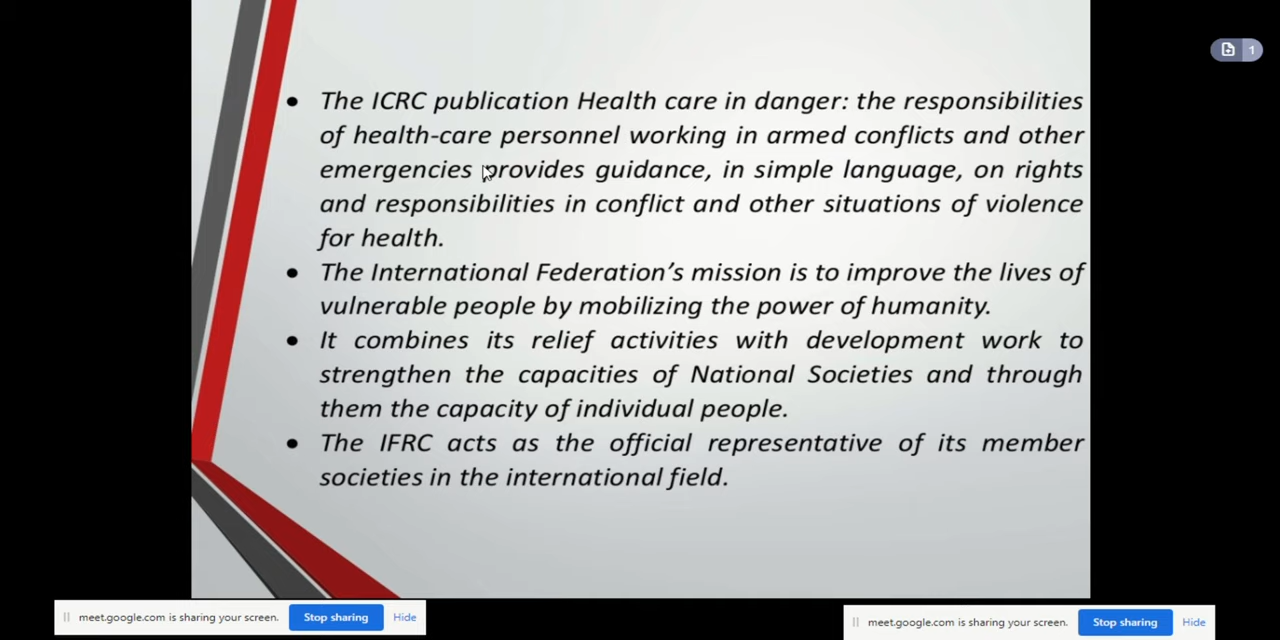 1
• The ICRC publication Health care in danger: the responsibilities
of health-care personnel working in armed conflicts and other
emergencies provides guidance, in simple language, on rights
and responsibilities in conflict and other situations of violence
for health.
• The International Federation's mission is to improve the lives of
vulnerable people by mobilizing the power of humanity.
• It combines its relief activities with development work to
strengthen the capacities of National Societies and through
them the capacity of individual people.
• The IFRC acts as the official representative of its member
societies in the international field.
meet.google.com is sharing your screen. Stop sharing Hide
meet.google.com is sharing your screen. Stop sharing Hide